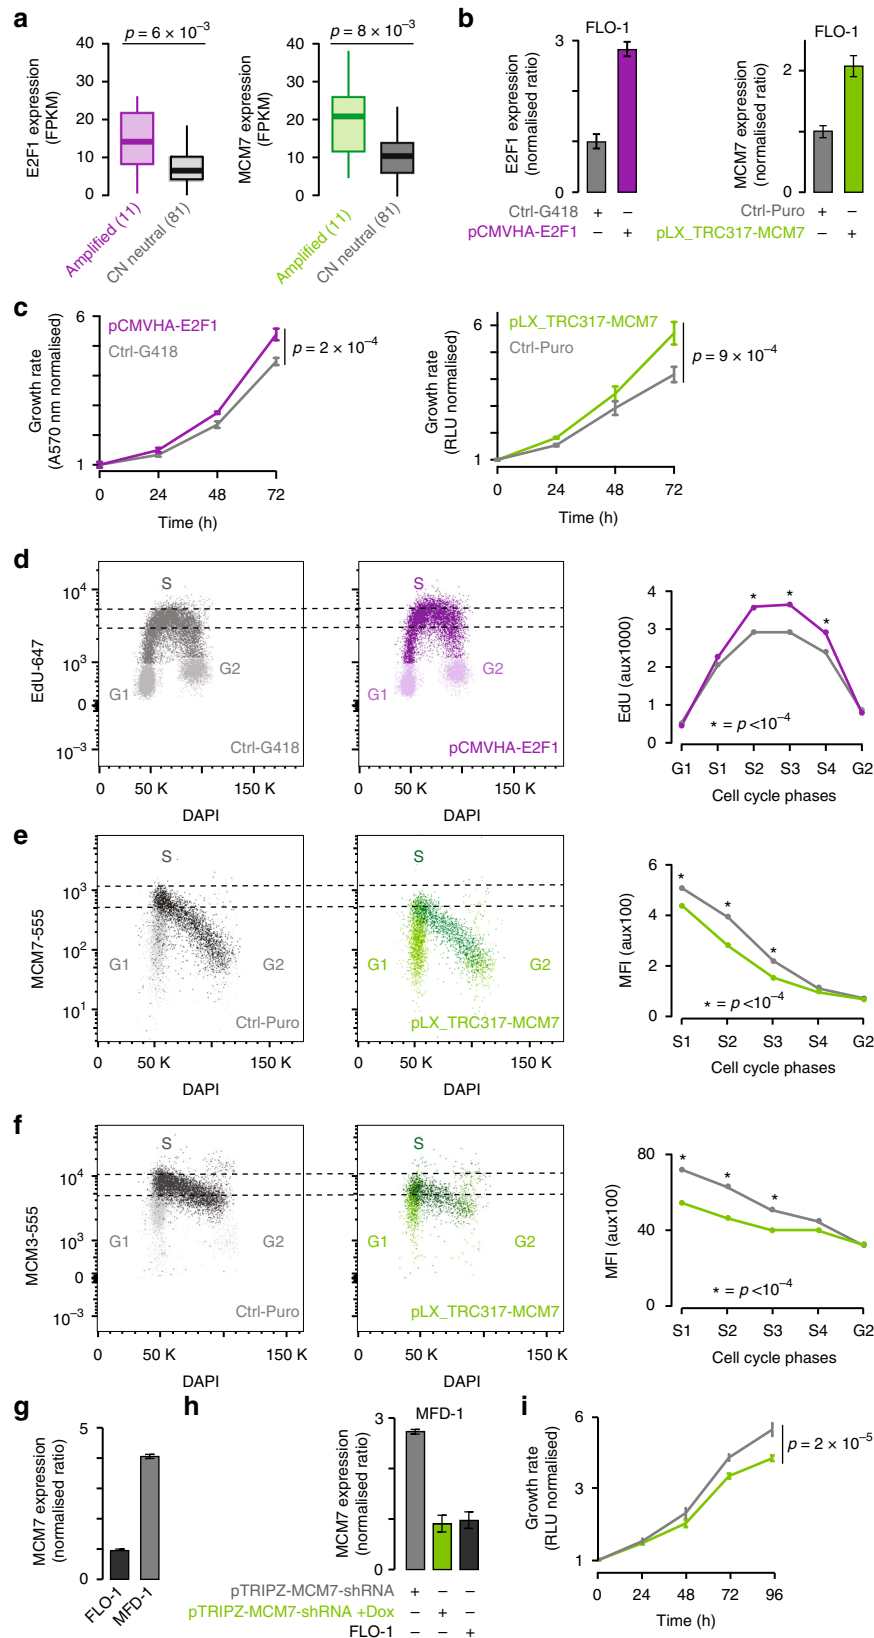 a
p = 6 × 10⁻³
E2F1 expression
(FPKM)
40
30
20
10
0
Amplified (11)
CN neutral (81)
p = 8 × 10⁻³
MCM7 expression
(FPKM)
40
30
20
10
0
Amplified (11)
CN neutral (81)
b
FLO-1
E2F1 expression
(normalised ratio)
3
0
Ctrl-G418 + –
pCMVHA-E2F1 – +
FLO-1
MCM7 expression
(normalised ratio)
2
0
Ctrl-Puro + –
pLX_TRC317-MCM7 – +
c
Growth rate
(A570 nm normalised)
6
1
pCMVHA-E2F1
Ctrl-G418
p = 2 × 10⁻⁴
0 24 48 72
Time (h)
Growth rate
(RLU normalised)
6
1
pLX_TRC317-MCM7
Ctrl-Puro
p = 9 × 10⁻⁴
0 24 48 72
Time (h)
d
EdU-647
10⁴
10³
0
10⁻³
S
G1
G2
Ctrl-G418
0 50 K 150 K
DAPI
S
G1
G2
pCMVHA-E2F1
0 50 K 150 K
DAPI
EdU (aux1000)
4
3
2
1
0
* * *
* = p <10⁻⁴
G1 S1 S2 S3 S4 G2
Cell cycle phases
e
MCM7-555
10³
10²
10¹
S
G1
G2
Ctrl-Puro
0 50 K 150 K
DAPI
S
G1
G2
pLX_TRC317-MCM7
0 50 K 150 K
DAPI
MFI (aux100)
6
4
2
0
* * *
* = p <10⁻⁴
S1 S2 S3 S4 G2
Cell cycle phases
f
MCM3-555
10⁴
10³
0
10⁻³
S
G1
G2
Ctrl-Puro
0 50 K 150 K
DAPI
S
G1
G2
pLX_TRC317-MCM7
0 50 K 150 K
DAPI
MFI (aux100)
80
40
0
* * *
* = p <10⁻⁴
S1 S2 S3 S4 G2
Cell cycle phases
g
MCM7 expression
(normalised ratio)
5
0
FLO-1
MFD-1
h
MFD-1
MCM7 expression
(normalised ratio)
3
0
pTRIPZ-MCM7-shRNA + – –
pTRIPZ-MCM7-shRNA +Dox – + –
FLO-1 – – +
i
Growth rate
(RLU normalised)
6
3
1
p = 2 × 10⁻⁵
0 24 48 72 96
Time (h)